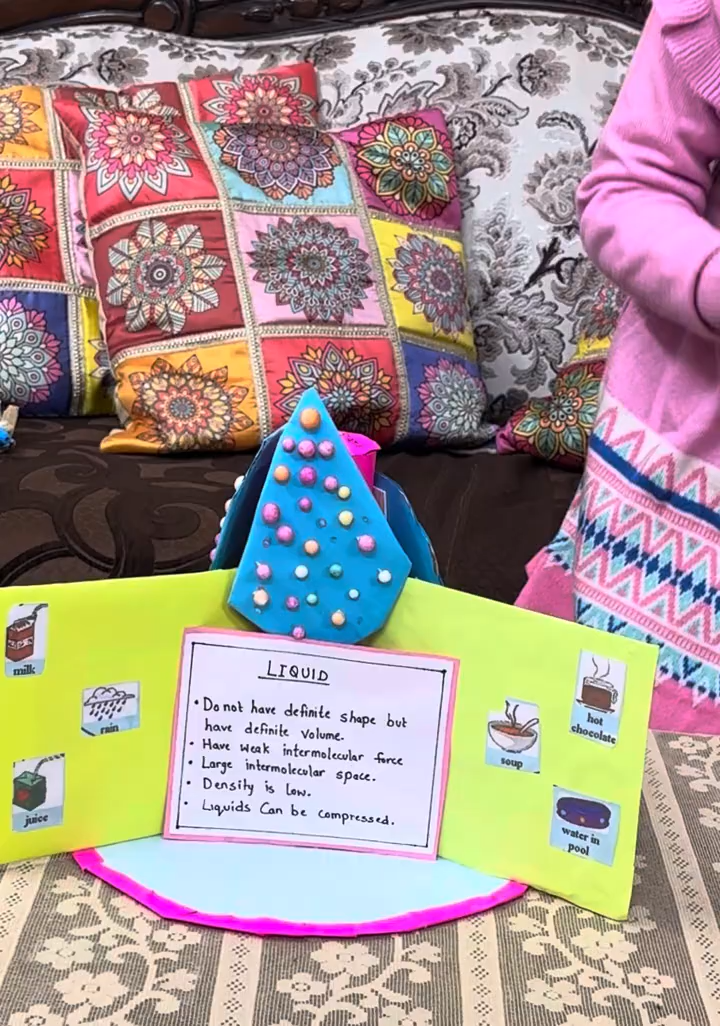 LIQUID
• Do not have definite shape but
have definite volume.
• Have weak intermolecular force
• Large intermolecular space.
• Density is low.
• Liquids Can be compressed.
milk
rain
juice
hot
chocolate
soup
water in
pool